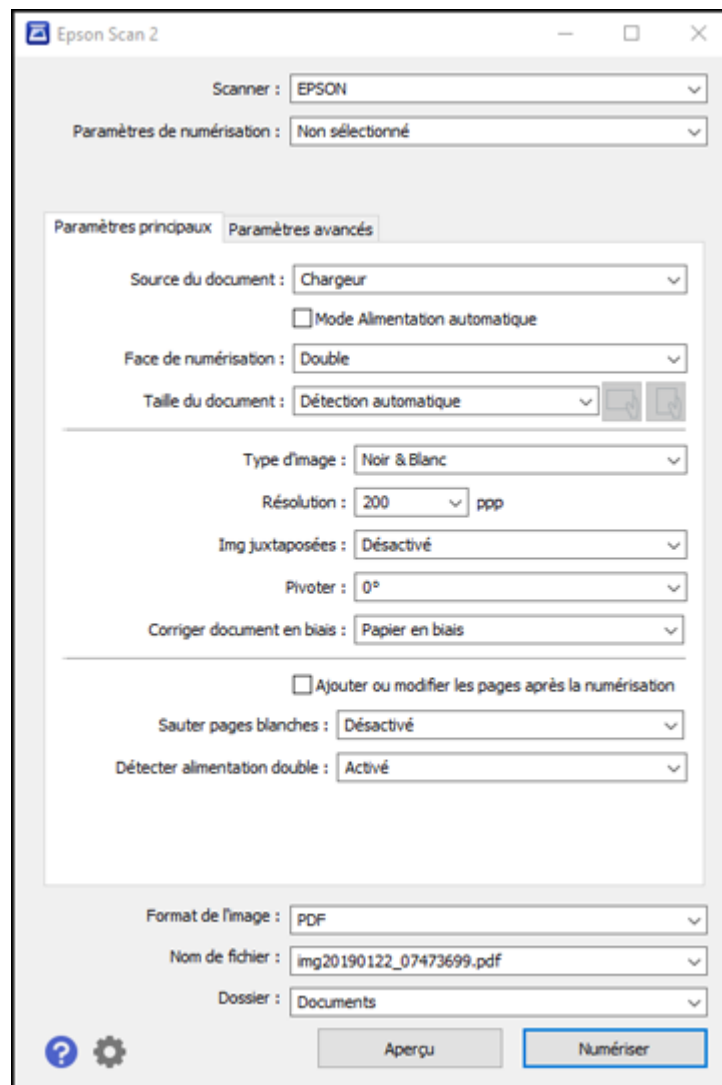 Epson Scan 2
Scanner : EPSON
Paramètres de numérisation : Non sélectionné
Paramètres principaux Paramètres avancés
Source du document : Chargeur
Mode Alimentation automatique
Face de numérisation : Double
Taille du document : Détection automatique
Type d'image : Noir & Blanc
Résolution : 200 ppp
Img juxtaposées : Désactivé
Pivoter : 0°
Corriger document en biais : Papier en biais
Ajouter ou modifier les pages après la numérisation
Sauter pages blanches : Désactivé
Détecter alimentation double : Activé
Format de l'image : PDF
Nom de fichier : img20190122_07473699.pdf
Dossier : Documents
? Aperçu Numériser